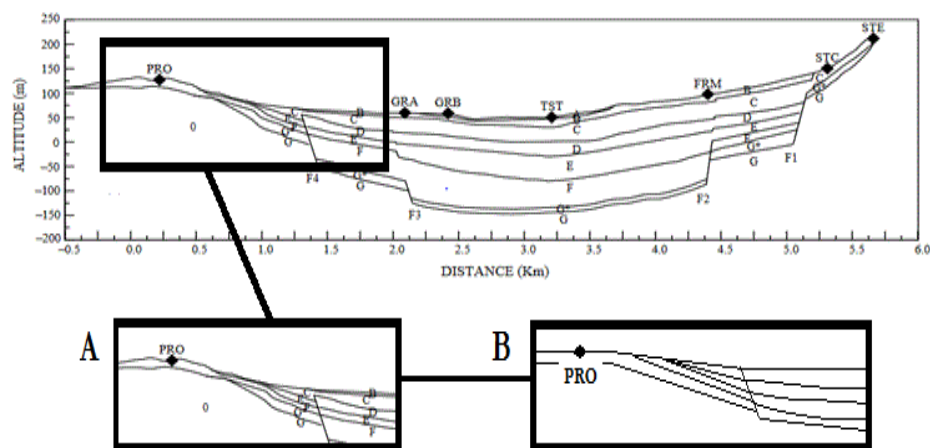 ALTITUDE (m)
250
200
150
100
50
0
−50
−100
−150
−200
STE
PRO
STC
C
G*
G
FRM
B
C
GRA
GRB
TST
A
C
B
C
D
E
F
D
E
D
E
F
G*
G
F1
0
G
F4
G*
G
F3
E
F
G*
G
F2
−0.5
0.0
0.5
1.0
1.5
2.0
2.5
3.0
3.5
4.0
4.5
5.0
5.5
6.0
DISTANCE (Km)
A
PRO
0
C
B
C
D
E
F
F
G
G
B
PRO